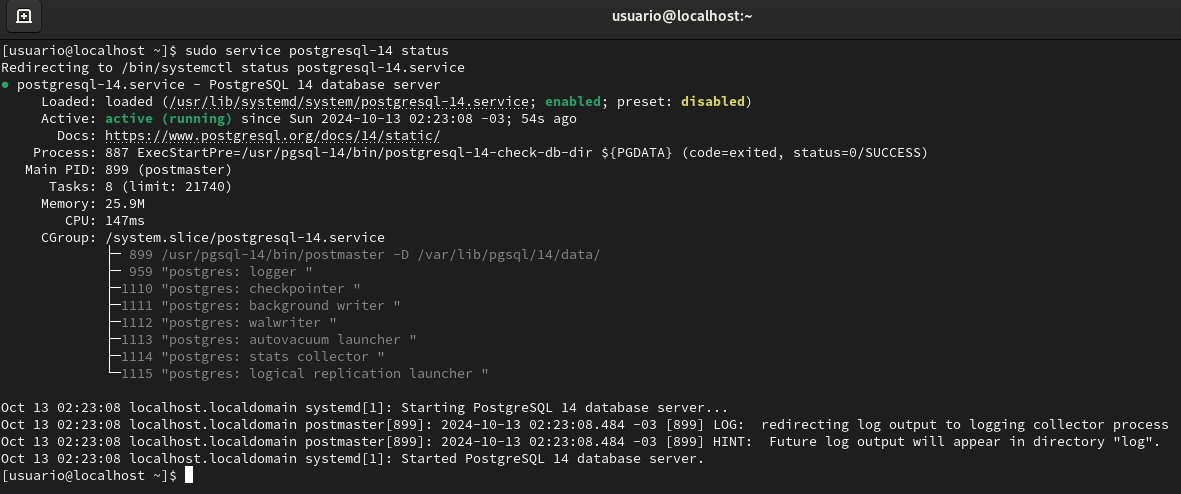 usuario@localhost:~
[usuario@localhost ~]$ sudo service postgresql-14 status
Redirecting to /bin/systemctl status postgresql-14.service
● postgresql-14.service - PostgreSQL 14 database server
     Loaded: loaded (/usr/lib/systemd/system/postgresql-14.service; enabled; preset: disabled)
     Active: active (running) since Sun 2024-10-13 02:23:08 -03; 54s ago
       Docs: https://www.postgresql.org/docs/14/static/
    Process: 887 ExecStartPre=/usr/pgsql-14/bin/postgresql-14-check-db-dir ${PGDATA} (code=exited, status=0/SUCCESS)
   Main PID: 899 (postmaster)
      Tasks: 8 (limit: 21740)
     Memory: 25.9M
        CPU: 147ms
     CGroup: /system.slice/postgresql-14.service
             ├─ 899 /usr/pgsql-14/bin/postmaster -D /var/lib/pgsql/14/data/
             ├─ 959 "postgres: logger "
             ├─1110 "postgres: checkpointer "
             ├─1111 "postgres: background writer "
             ├─1112 "postgres: walwriter "
             ├─1113 "postgres: autovacuum launcher "
             ├─1114 "postgres: stats collector "
             └─1115 "postgres: logical replication launcher "
Oct 13 02:23:08 localhost.localdomain systemd[1]: Starting PostgreSQL 14 database server...
Oct 13 02:23:08 localhost.localdomain postmaster[899]: 2024-10-13 02:23:08.484 -03 [899] LOG:  redirecting log output to logging collector process
Oct 13 02:23:08 localhost.localdomain postmaster[899]: 2024-10-13 02:23:08.484 -03 [899] HINT:  Future log output will appear in directory "log".
Oct 13 02:23:08 localhost.localdomain systemd[1]: Started PostgreSQL 14 database server.
[usuario@localhost ~]$